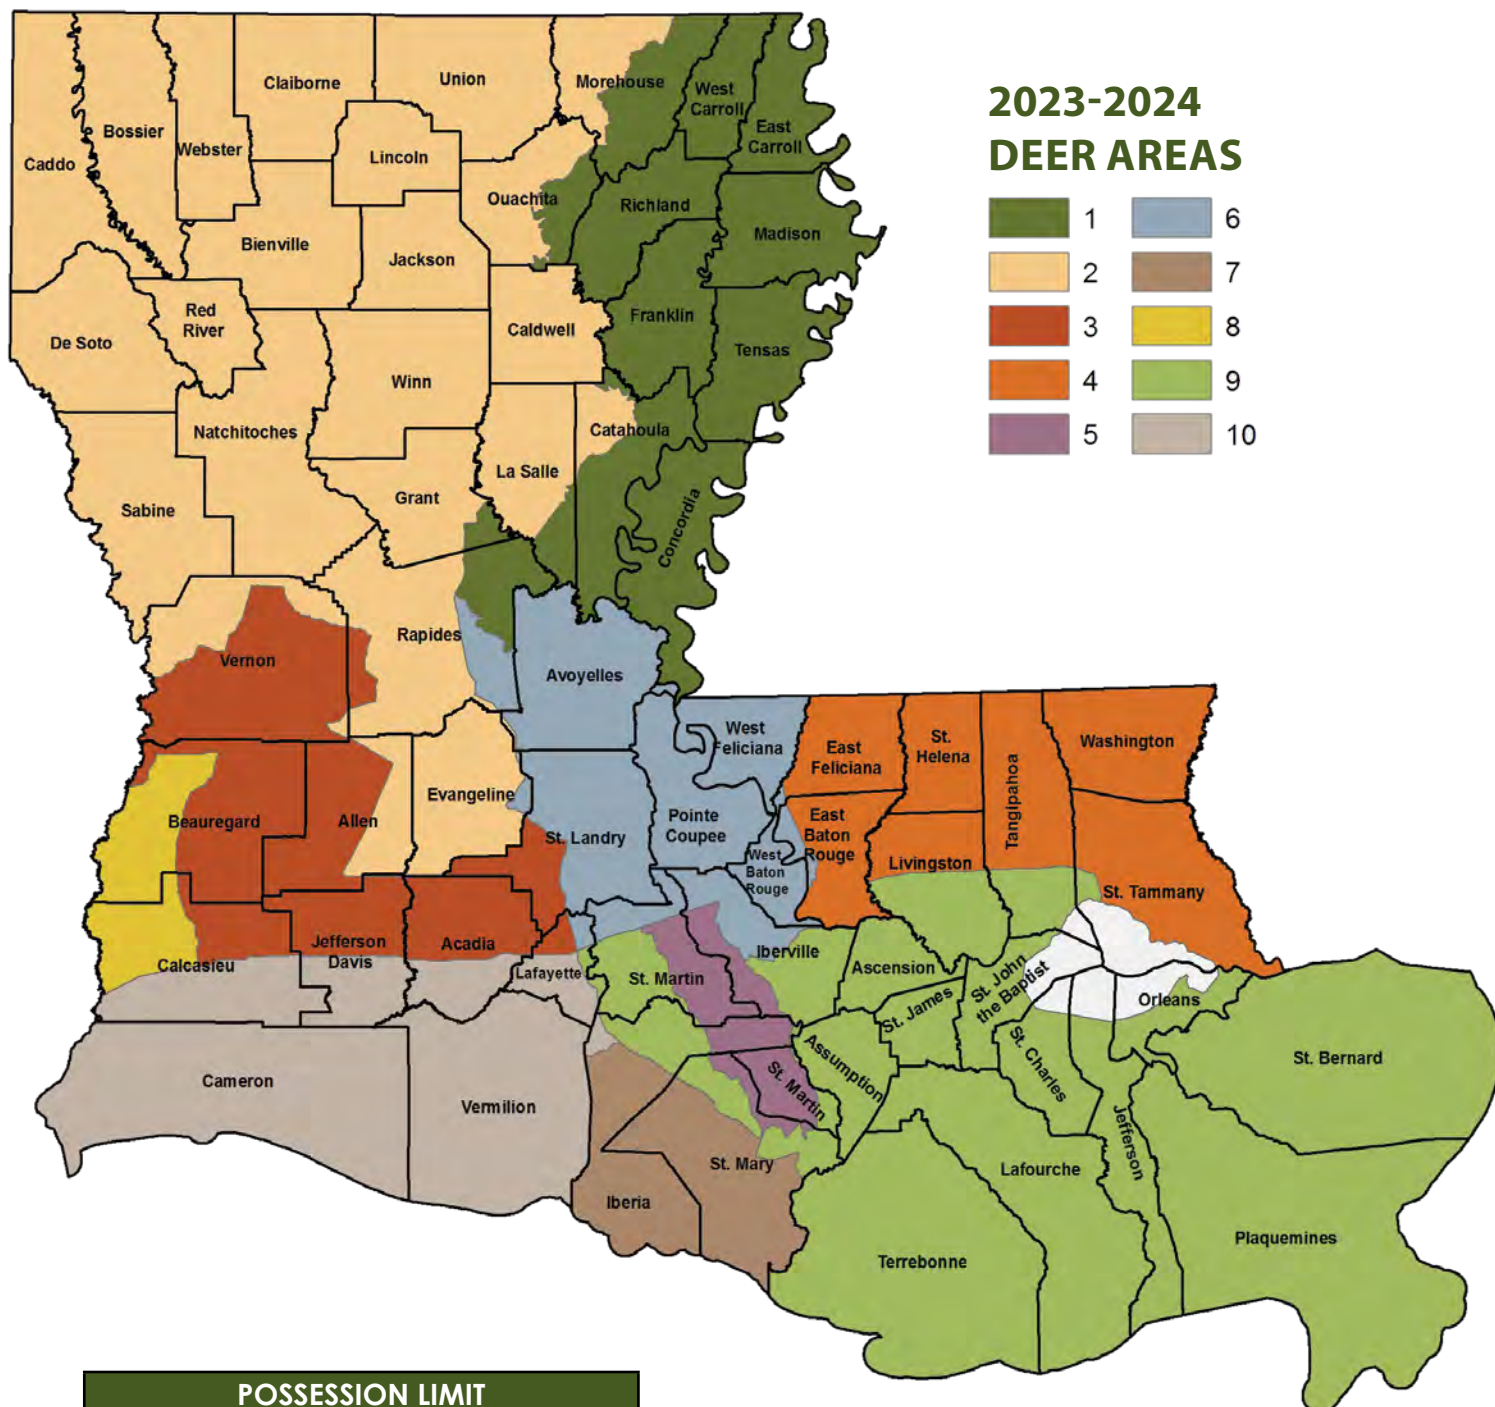 2023-2024
DEER AREAS
1
6
2
7
3
8
4
9
5
10
Caddo
Bossier
Webster
Claiborne
Union
Morehouse
West
Carroll
East
Carroll
Lincoln
Ouachita
Richland
Madison
Bienville
Jackson
De Soto
Red
River
Caldwell
Franklin
Tensas
Winn
Natchitoches
Catahoula
La Salle
Grant
Sabine
Concordia
Rapides
Vernon
Avoyelles
West
Feliciana
East
Feliciana
St.
Helena
Tangipahoa
Washington
Beauregard
Allen
Evangeline
St. Landry
Pointe
Coupee
West
Baton
Rouge
East
Baton
Rouge
Livingston
St. Tammany
Calcasieu
Jefferson
Davis
Acadia
Lafayette
St. Martin
Iberville
Ascension
St. James
St. John
the Baptist
Orleans
St. Charles
Assumption
St. Martin
St. Bernard
Cameron
Vermilion
Jefferson
St. Mary
Iberia
Lafourche
Terrebonne
Plaquemines
POSSESSION LIMIT